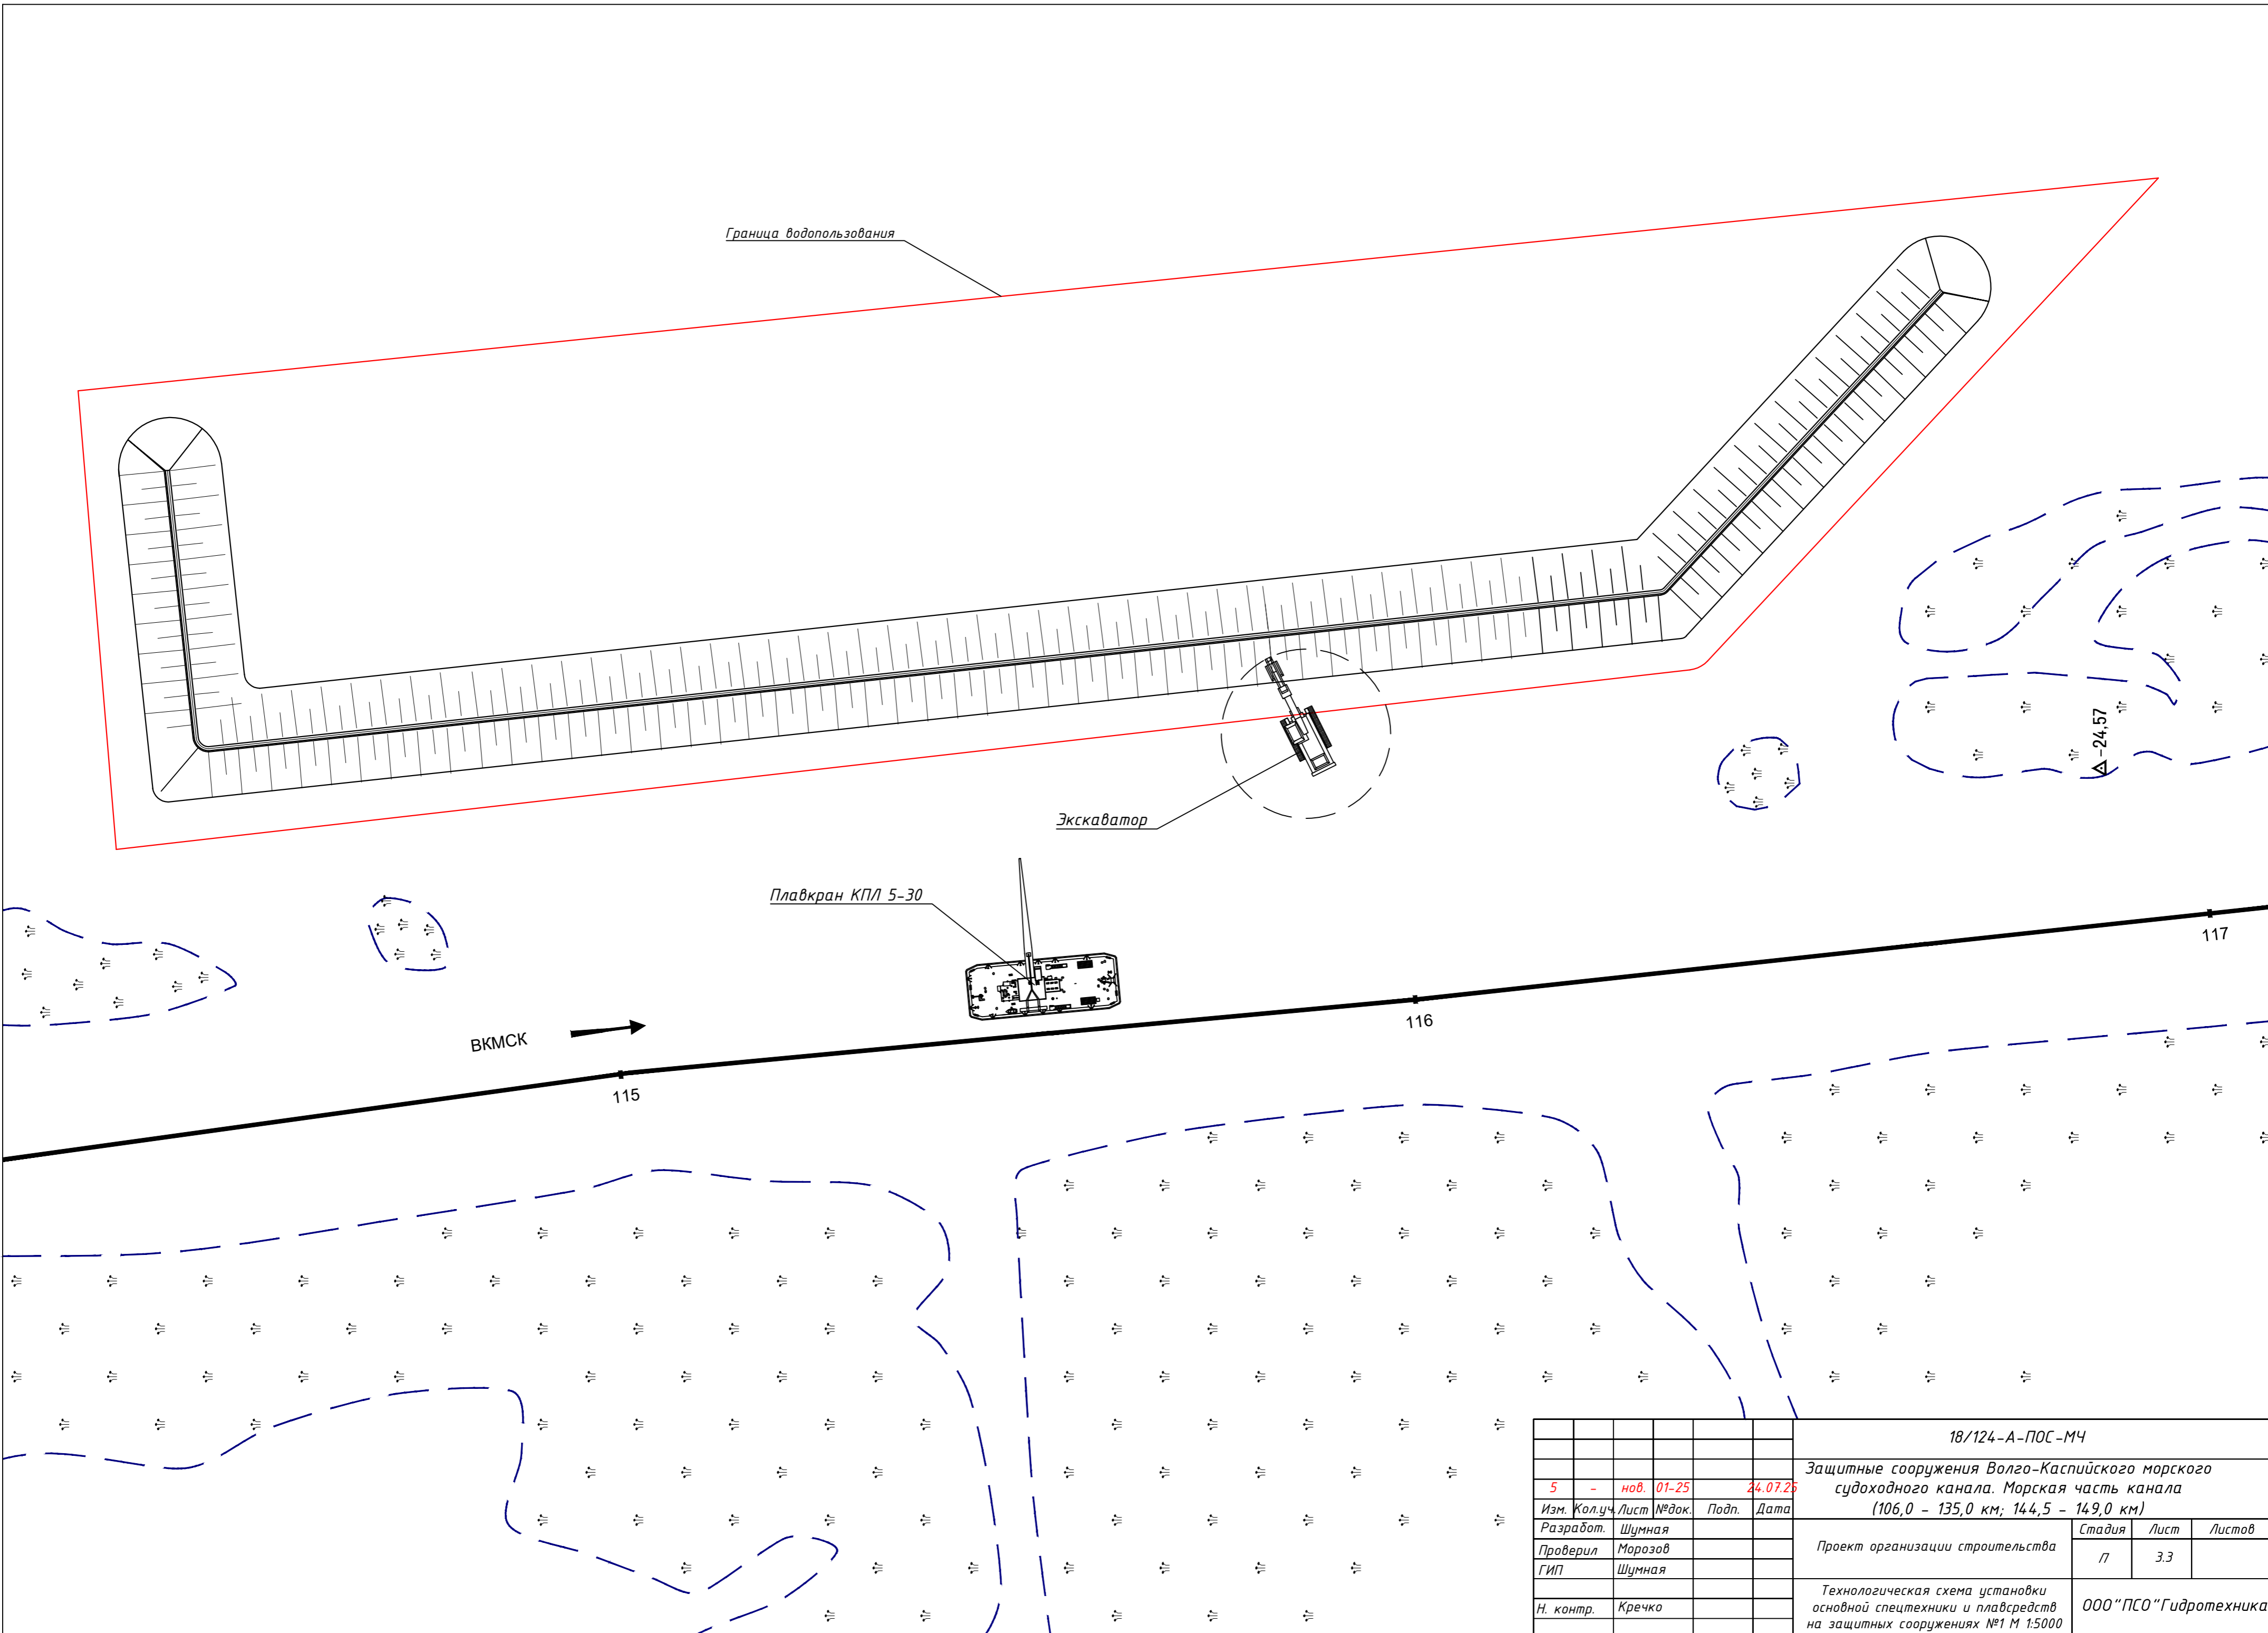 Граница водопользования
-24,57
Экскаватор
Плавкран КПЛ 5-30
117
116
ВКМСК
115
18/124-А-ПОС-МЧ
Защитные сооружения Волго-Каспийского морского
судоходного канала. Морская часть канала
(106,0 - 135,0 км; 144,5 - 149,0 км)
5 - нов. 01-25 24.07.25
Изм. Кол.уч. Лист №док. Подп. Дата
Разработ. Шумная
Проверил Морозов
ГИП Шумная
Н. контр. Кречко
Проект организации строительства
Стадия Лист Листов
П 3.3
Технологическая схема установки
основной спецтехники и плавсредств
на защитных сооружениях №1 М 1:5000
ООО"ПСО"Гидротехника